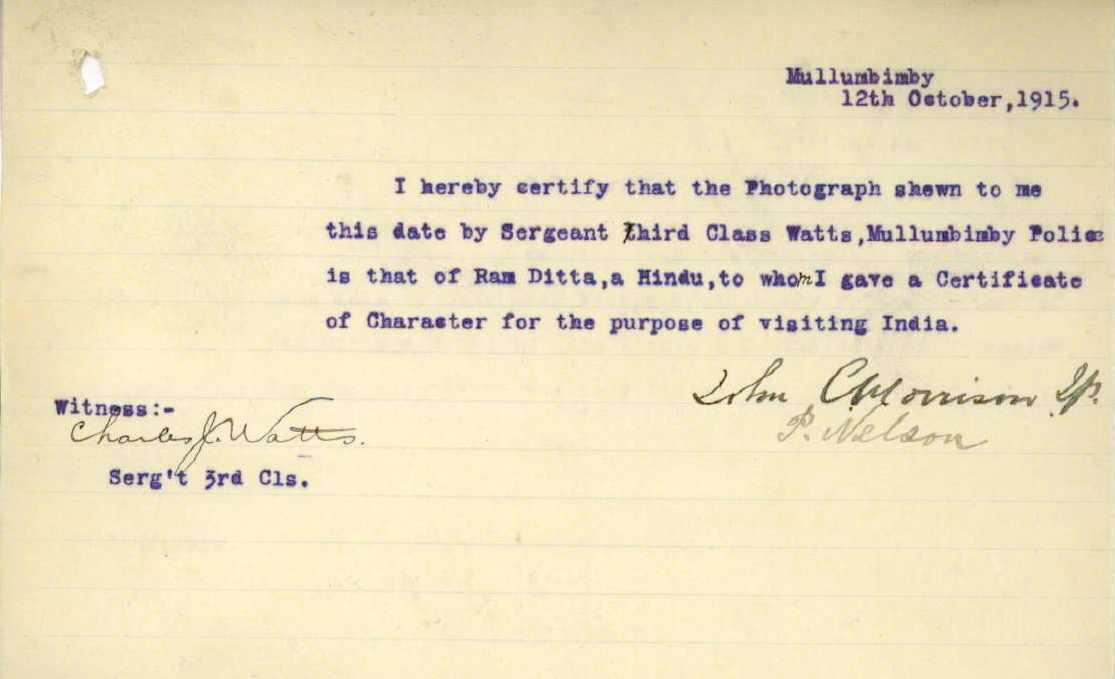 Mullumbimby
12th October,1915.
I hereby certify that the Photograph shewn to me
this date by Sergeant Third Class Watts,Mullumbimby Police
is that of Ram Ditta,a Hindu,to whom I gave a Certificate
of Character for the purpose of visiting India.
John C Morrison J.P.
P. Nelson
Witness:-
Charles J. Watts.
Serg't 3rd Cls.